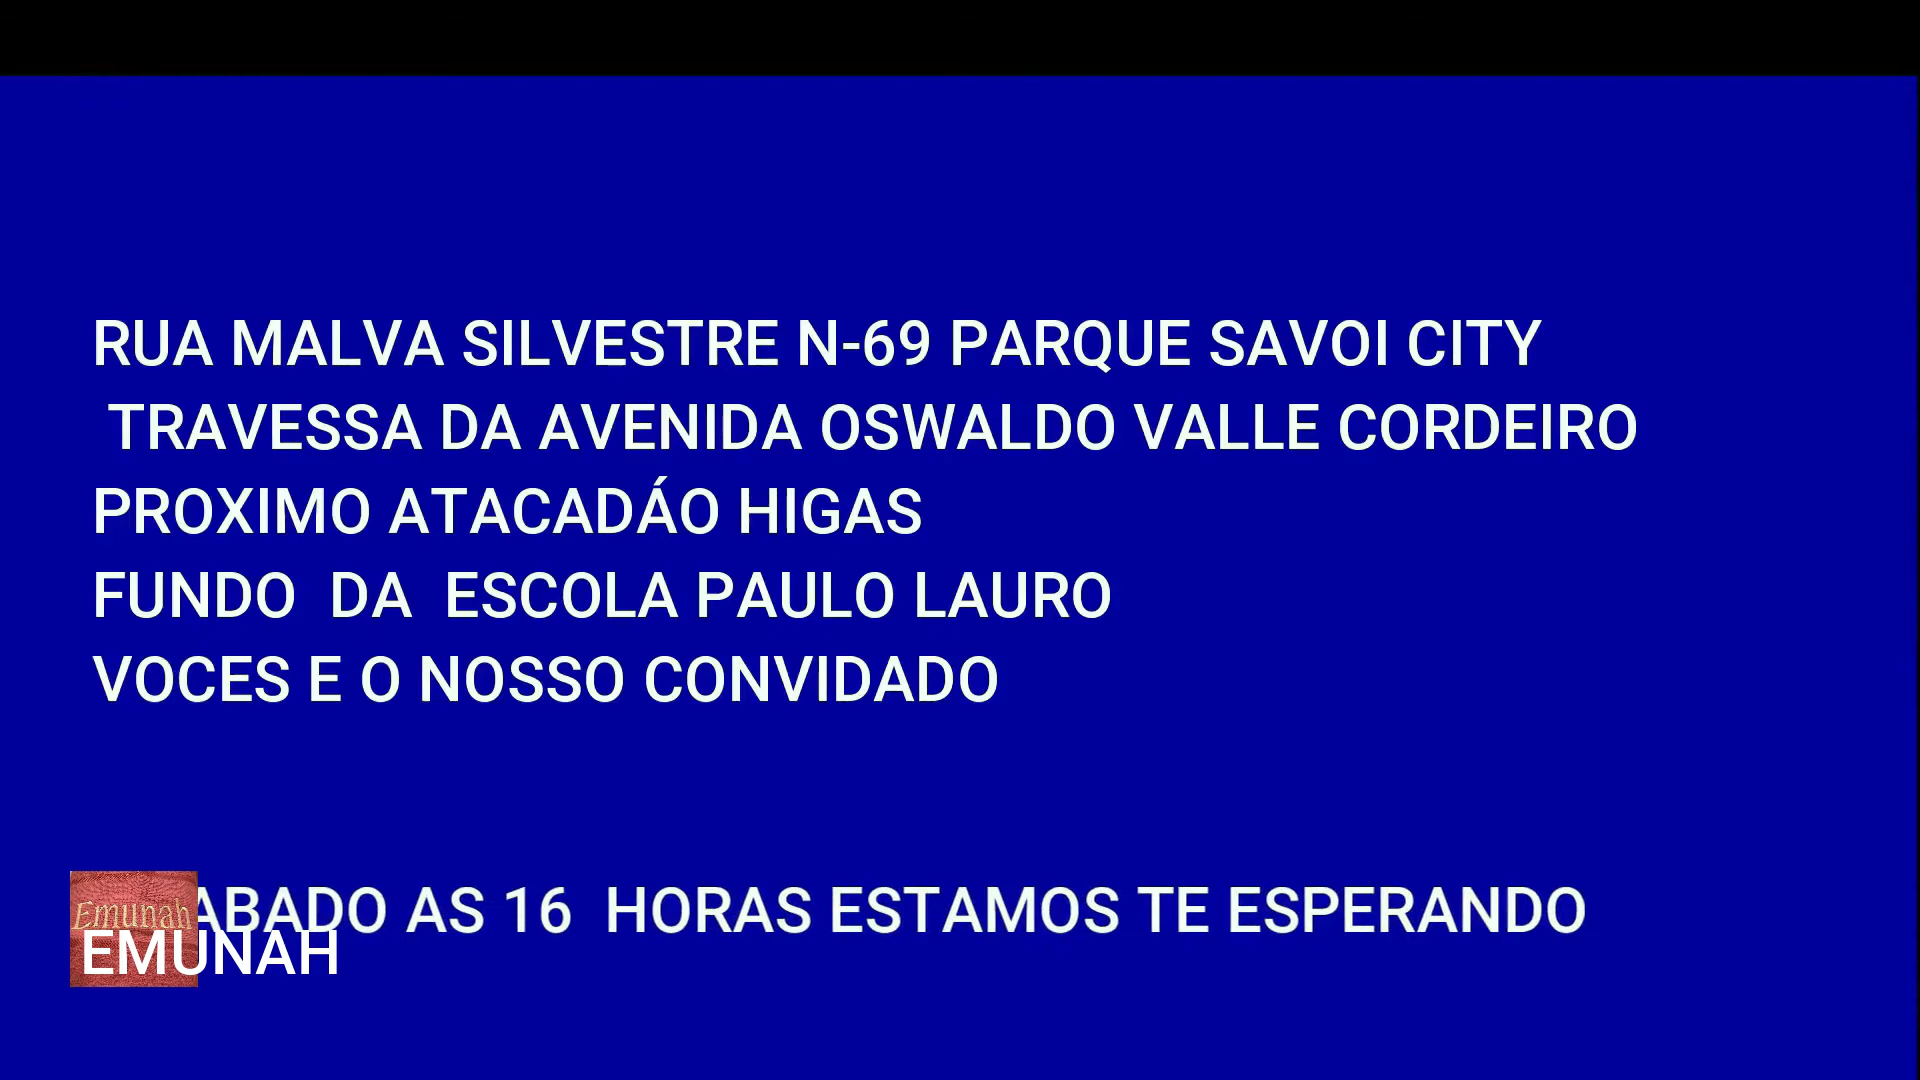 RUA MALVA SILVESTRE N-69 PARQUE SAVOI CITY
TRAVESSA DA AVENIDA OSWALDO VALLE CORDEIRO
PROXIMO ATACADÁO HIGAS
FUNDO DA ESCOLA PAULO LAURO
VOCES E O NOSSO CONVIDADO
ABADO AS 16 HORAS ESTAMOS TE ESPERANDO
Emunah
EMUNAH